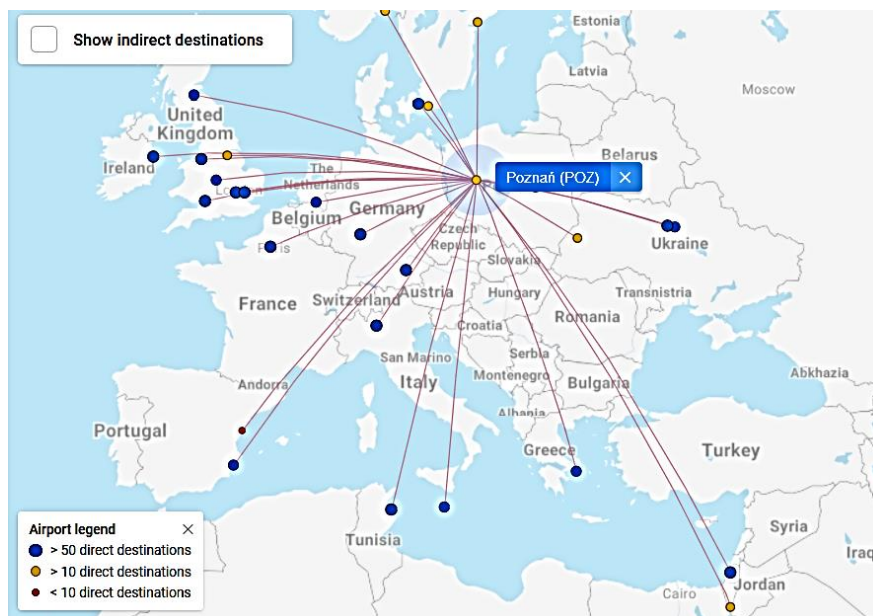 Show indirect destinations
Estonia
Latvia
Moscow
United
Kingdom
Ireland
Belarus
The
Netherlands
Poznań (POZ) ×
Belgium
Germany
Ukraine
Paris
Czech
Republic
Slovakia
France
Switzerland
Austria
Hungary
Transnistria
Croatia
Romania
San Marino
Serbia
Andorra
Italy
Montenegro
Bulgaria
Abkhazia
Albania
Portugal
Greece
Turkey
Airport legend ×
> 50 direct destinations
> 10 direct destinations
< 10 direct destinations
Tunisia
Syria
Iraq
Jordan
Cairo